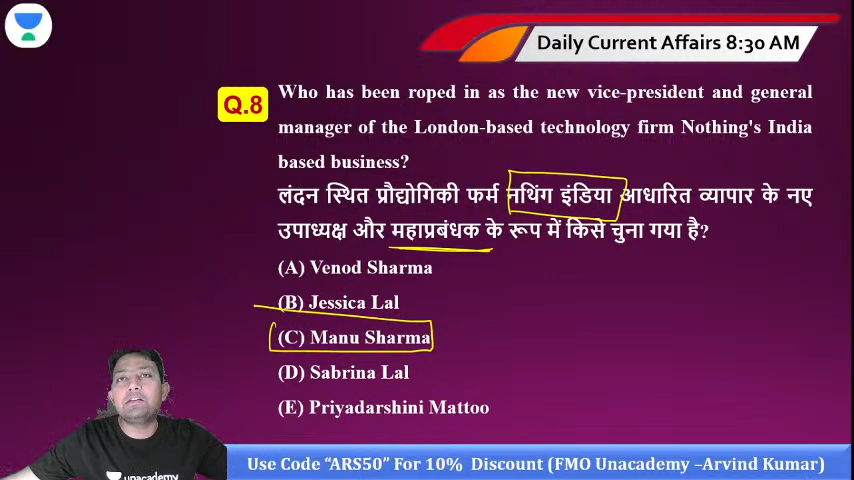 Daily Current Affairs 8:30 AM
Q.8
Who has been roped in as the new vice-president and general
manager of the London-based technology firm Nothing's India
based business?
लंदन स्थित प्रौद्योगिकी फर्म नथिंग इंडिया आधारित व्यापार के नए
उपाध्यक्ष और महाप्रबंधक के रूप में किसे चुना गया है?
(A) Venod Sharma
(B) Jessica Lal
(C) Manu Sharma
(D) Sabrina Lal
(E) Priyadarshini Mattoo
unacademy
Use Code “ARS50” For 10% Discount (FMO Unacademy –Arvind Kumar)